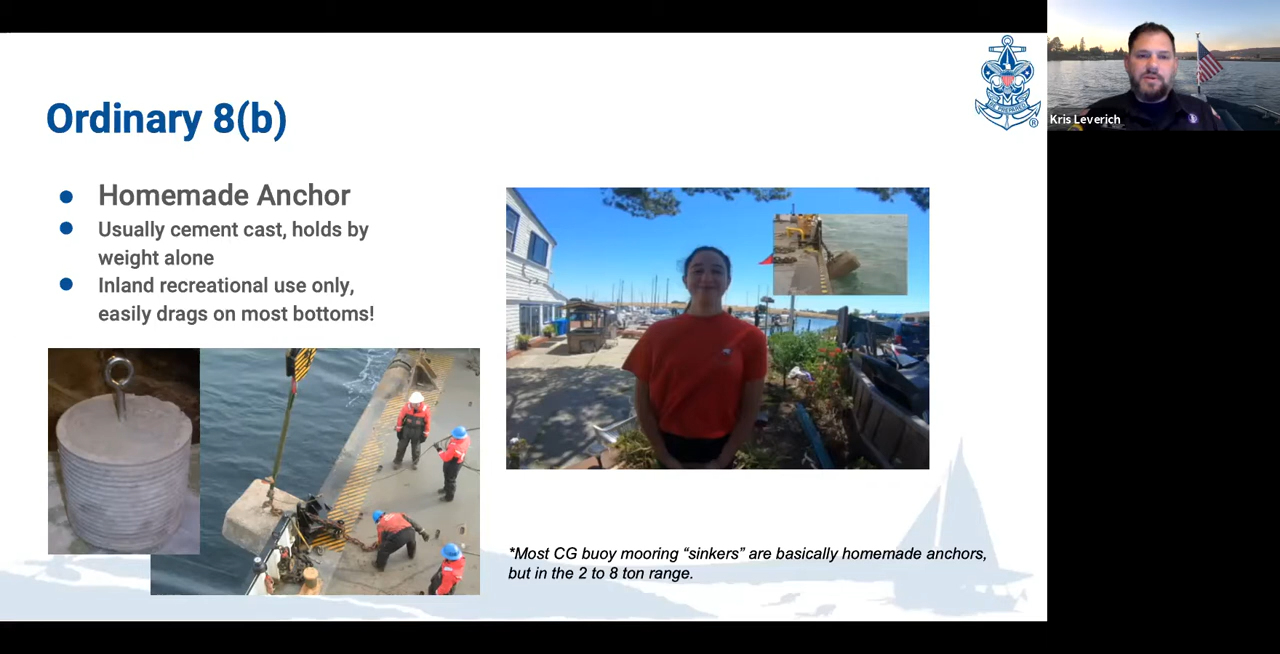 Ordinary 8(b)
Homemade Anchor
Usually cement cast, holds by
weight alone
Inland recreational use only,
easily drags on most bottoms!
*Most CG buoy mooring “sinkers” are basically homemade anchors,
but in the 2 to 8 ton range.
BE PREPARED
®
Kris Leverich